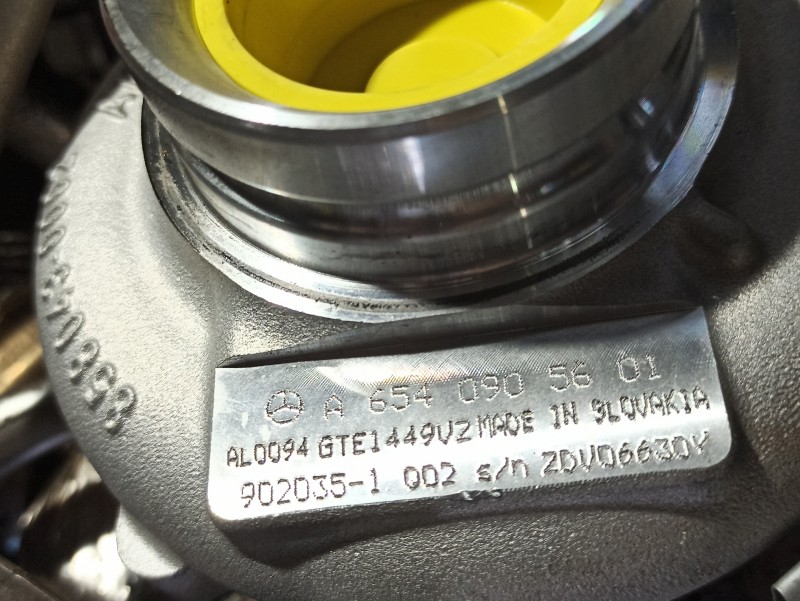 A 654 090 56 01
AL0094 GTE1449VZ MADE IN SLOVAKIA
902035-1 002 s/n ZDV06630Y